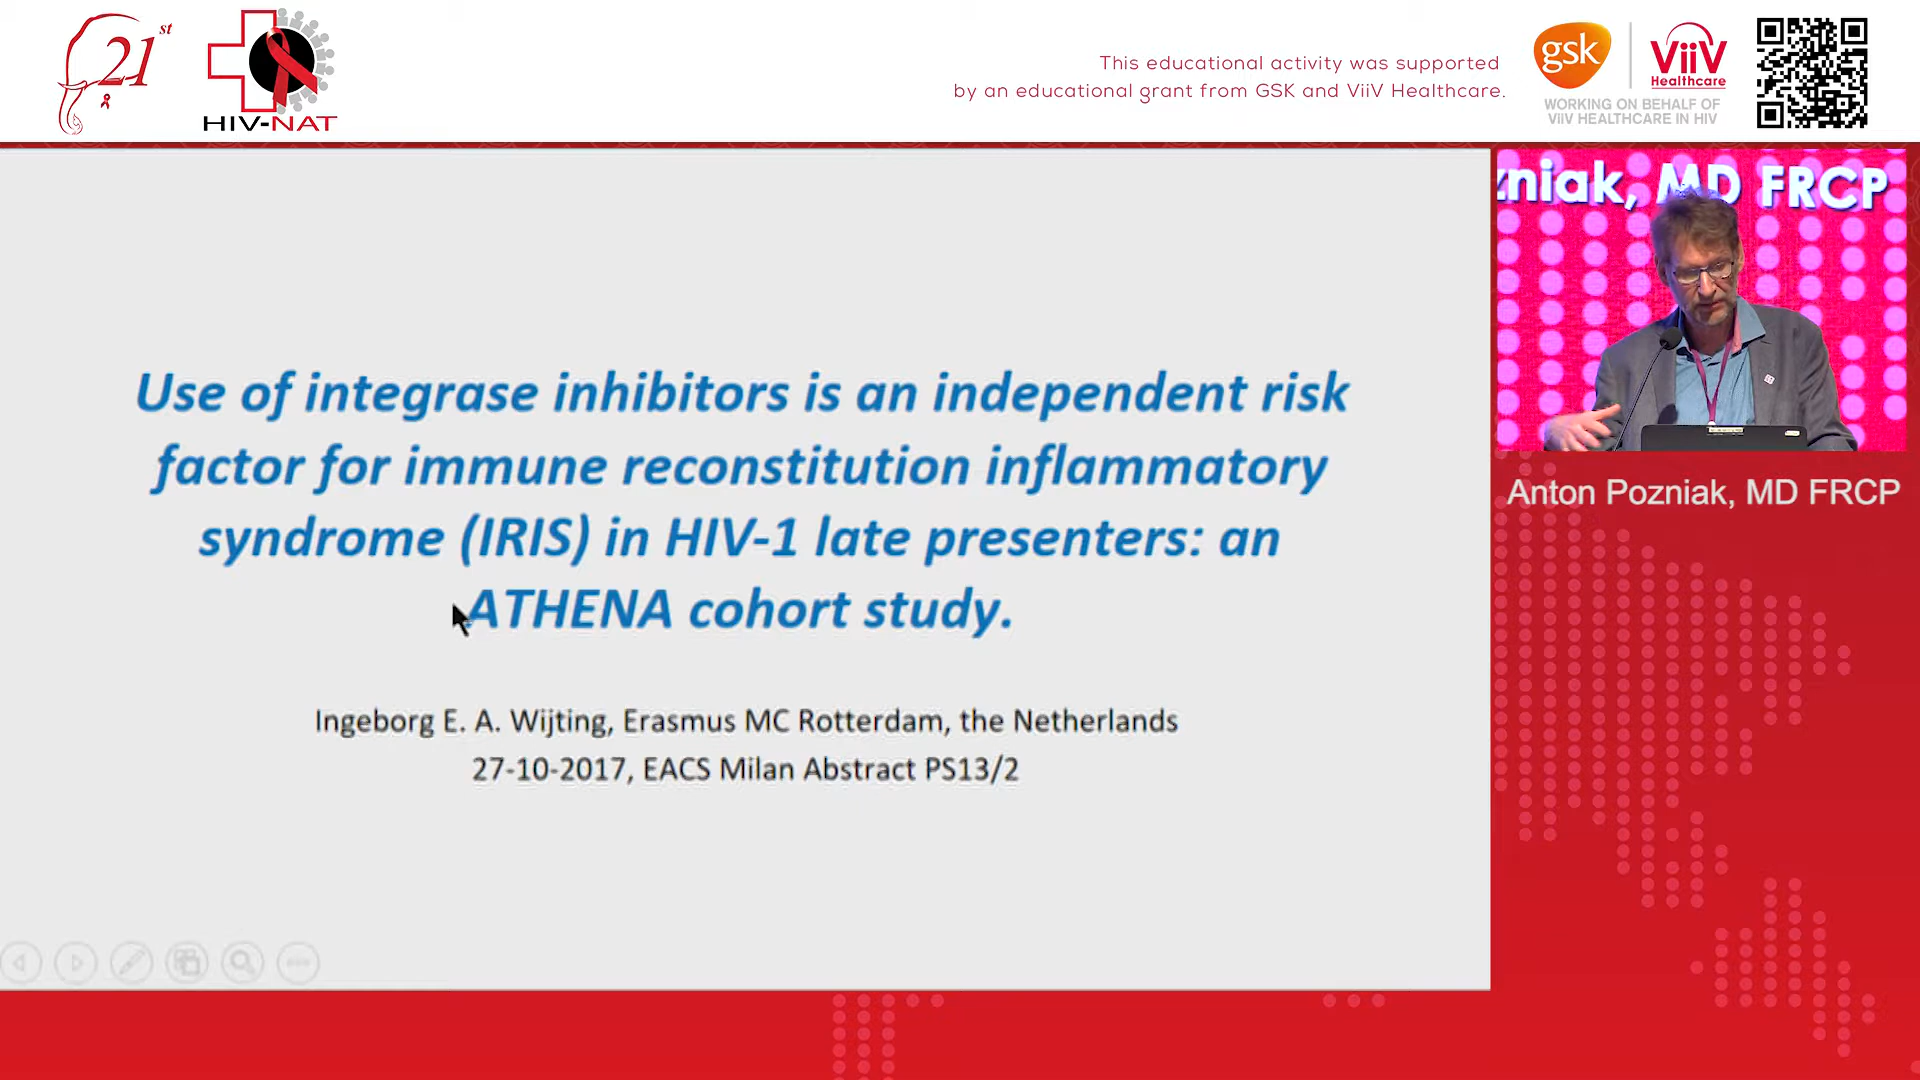 21st
HIV-NAT
This educational activity was supported
by an educational grant from GSK and ViiV Healthcare.
gsk
ViiV
Healthcare
WORKING ON BEHALF OF
VIIV HEALTHCARE IN HIV
zniak, MD FRCP
Anton Pozniak, MD FRCP
Use of integrase inhibitors is an independent risk
factor for immune reconstitution inflammatory
syndrome (IRIS) in HIV-1 late presenters: an
ATHENA cohort study.
Ingeborg E. A. Wijting, Erasmus MC Rotterdam, the Netherlands
27-10-2017, EACS Milan Abstract PS13/2